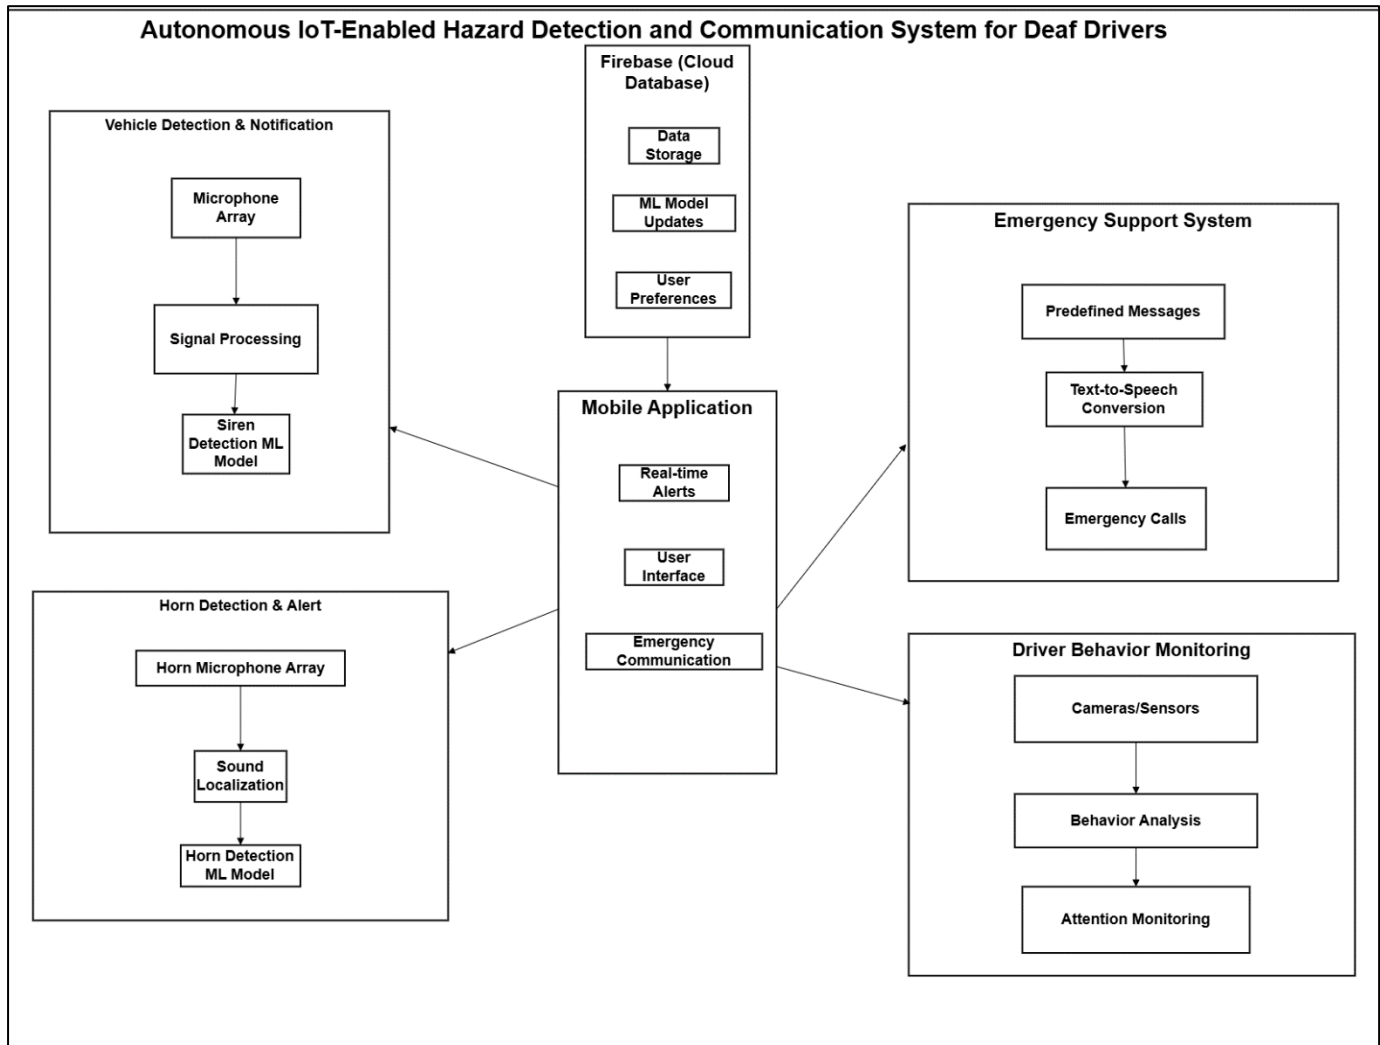 Autonomous IoT-Enabled Hazard Detection and Communication System for Deaf Drivers
Firebase (Cloud
Database)
Data
Storage
ML Model
Updates
User
Preferences
Vehicle Detection & Notification
Microphone
Array
Signal Processing
Siren
Detection ML
Model
Mobile Application
Real-time
Alerts
User
Interface
Emergency
Communication
Emergency Support System
Predefined Messages
Text-to-Speech
Conversion
Emergency Calls
Horn Detection & Alert
Horn Microphone Array
Sound
Localization
Horn Detection
ML Model
Driver Behavior Monitoring
Cameras/Sensors
Behavior Analysis
Attention Monitoring